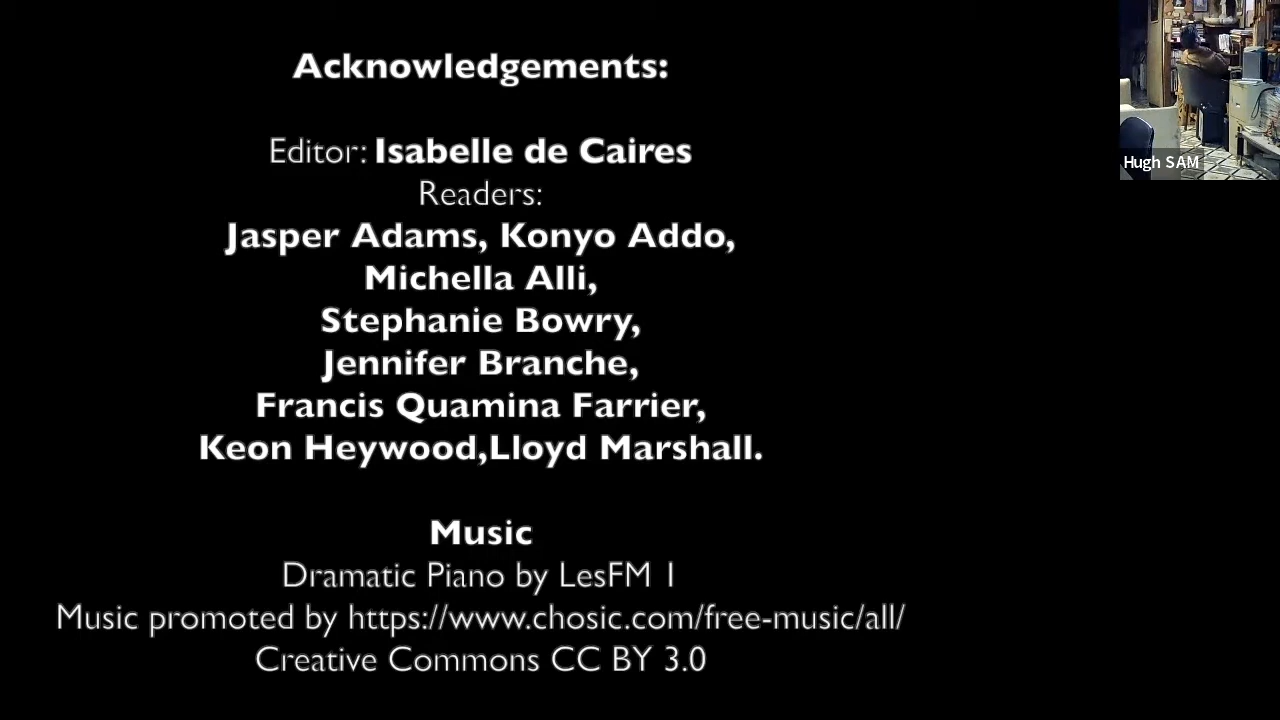 Acknowledgements:
Editor: Isabelle de Caires
Readers:
Jasper Adams, Konyo Addo,
Michella Alli,
Stephanie Bowry,
Jennifer Branche,
Francis Quamina Farrier,
Keon Heywood,Lloyd Marshall.
Music
Dramatic Piano by LesFM 1
Music promoted by https://www.chosic.com/free-music/all/
Creative Commons CC BY 3.0
Hugh SAM